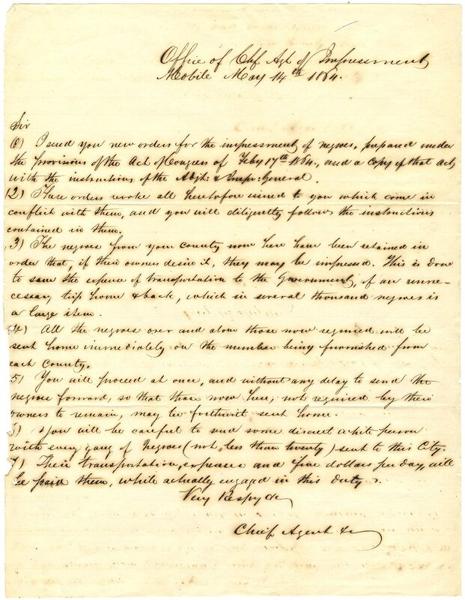 Office of Chf Agt of Impressment
Mobile May 14th 1864.
Sir
1) I send you new orders for the impressment of negroes, prepared under
the provisions of the Act of Congress of Feby 17th 1864, and a copy of that Act,
with the instructions of the Adjt: & Inspr: General.
2) These orders revoke all heretofore issued to you which come in
conflict with them, and you will diligently follow the instructions
contained in them.
3) The negroes from your County now here have been retained in
order that, if their owners desire it, they may be impressed. This is done
to save the expense of transportation to the Government, of an unne-
cessary trip home & back, which in several thousand negroes is
a large item.
4) All the negroes over and above those now required will be
sent home immediately on the number being furnished from
each County.
5) You will proceed at once, and without any delay to send the
negroes forward, so that those now here, not required by their
owners to remain, may be forthwith sent home.
5) You will be careful to send some discreet white person
with every gang of Negroes (not, less than twenty) sent to this City.
7) Their transportation, expenses and five dollars per day, will
be paid them, while actually engaged in this duty.
Very Respy &c
Chief Agent &c